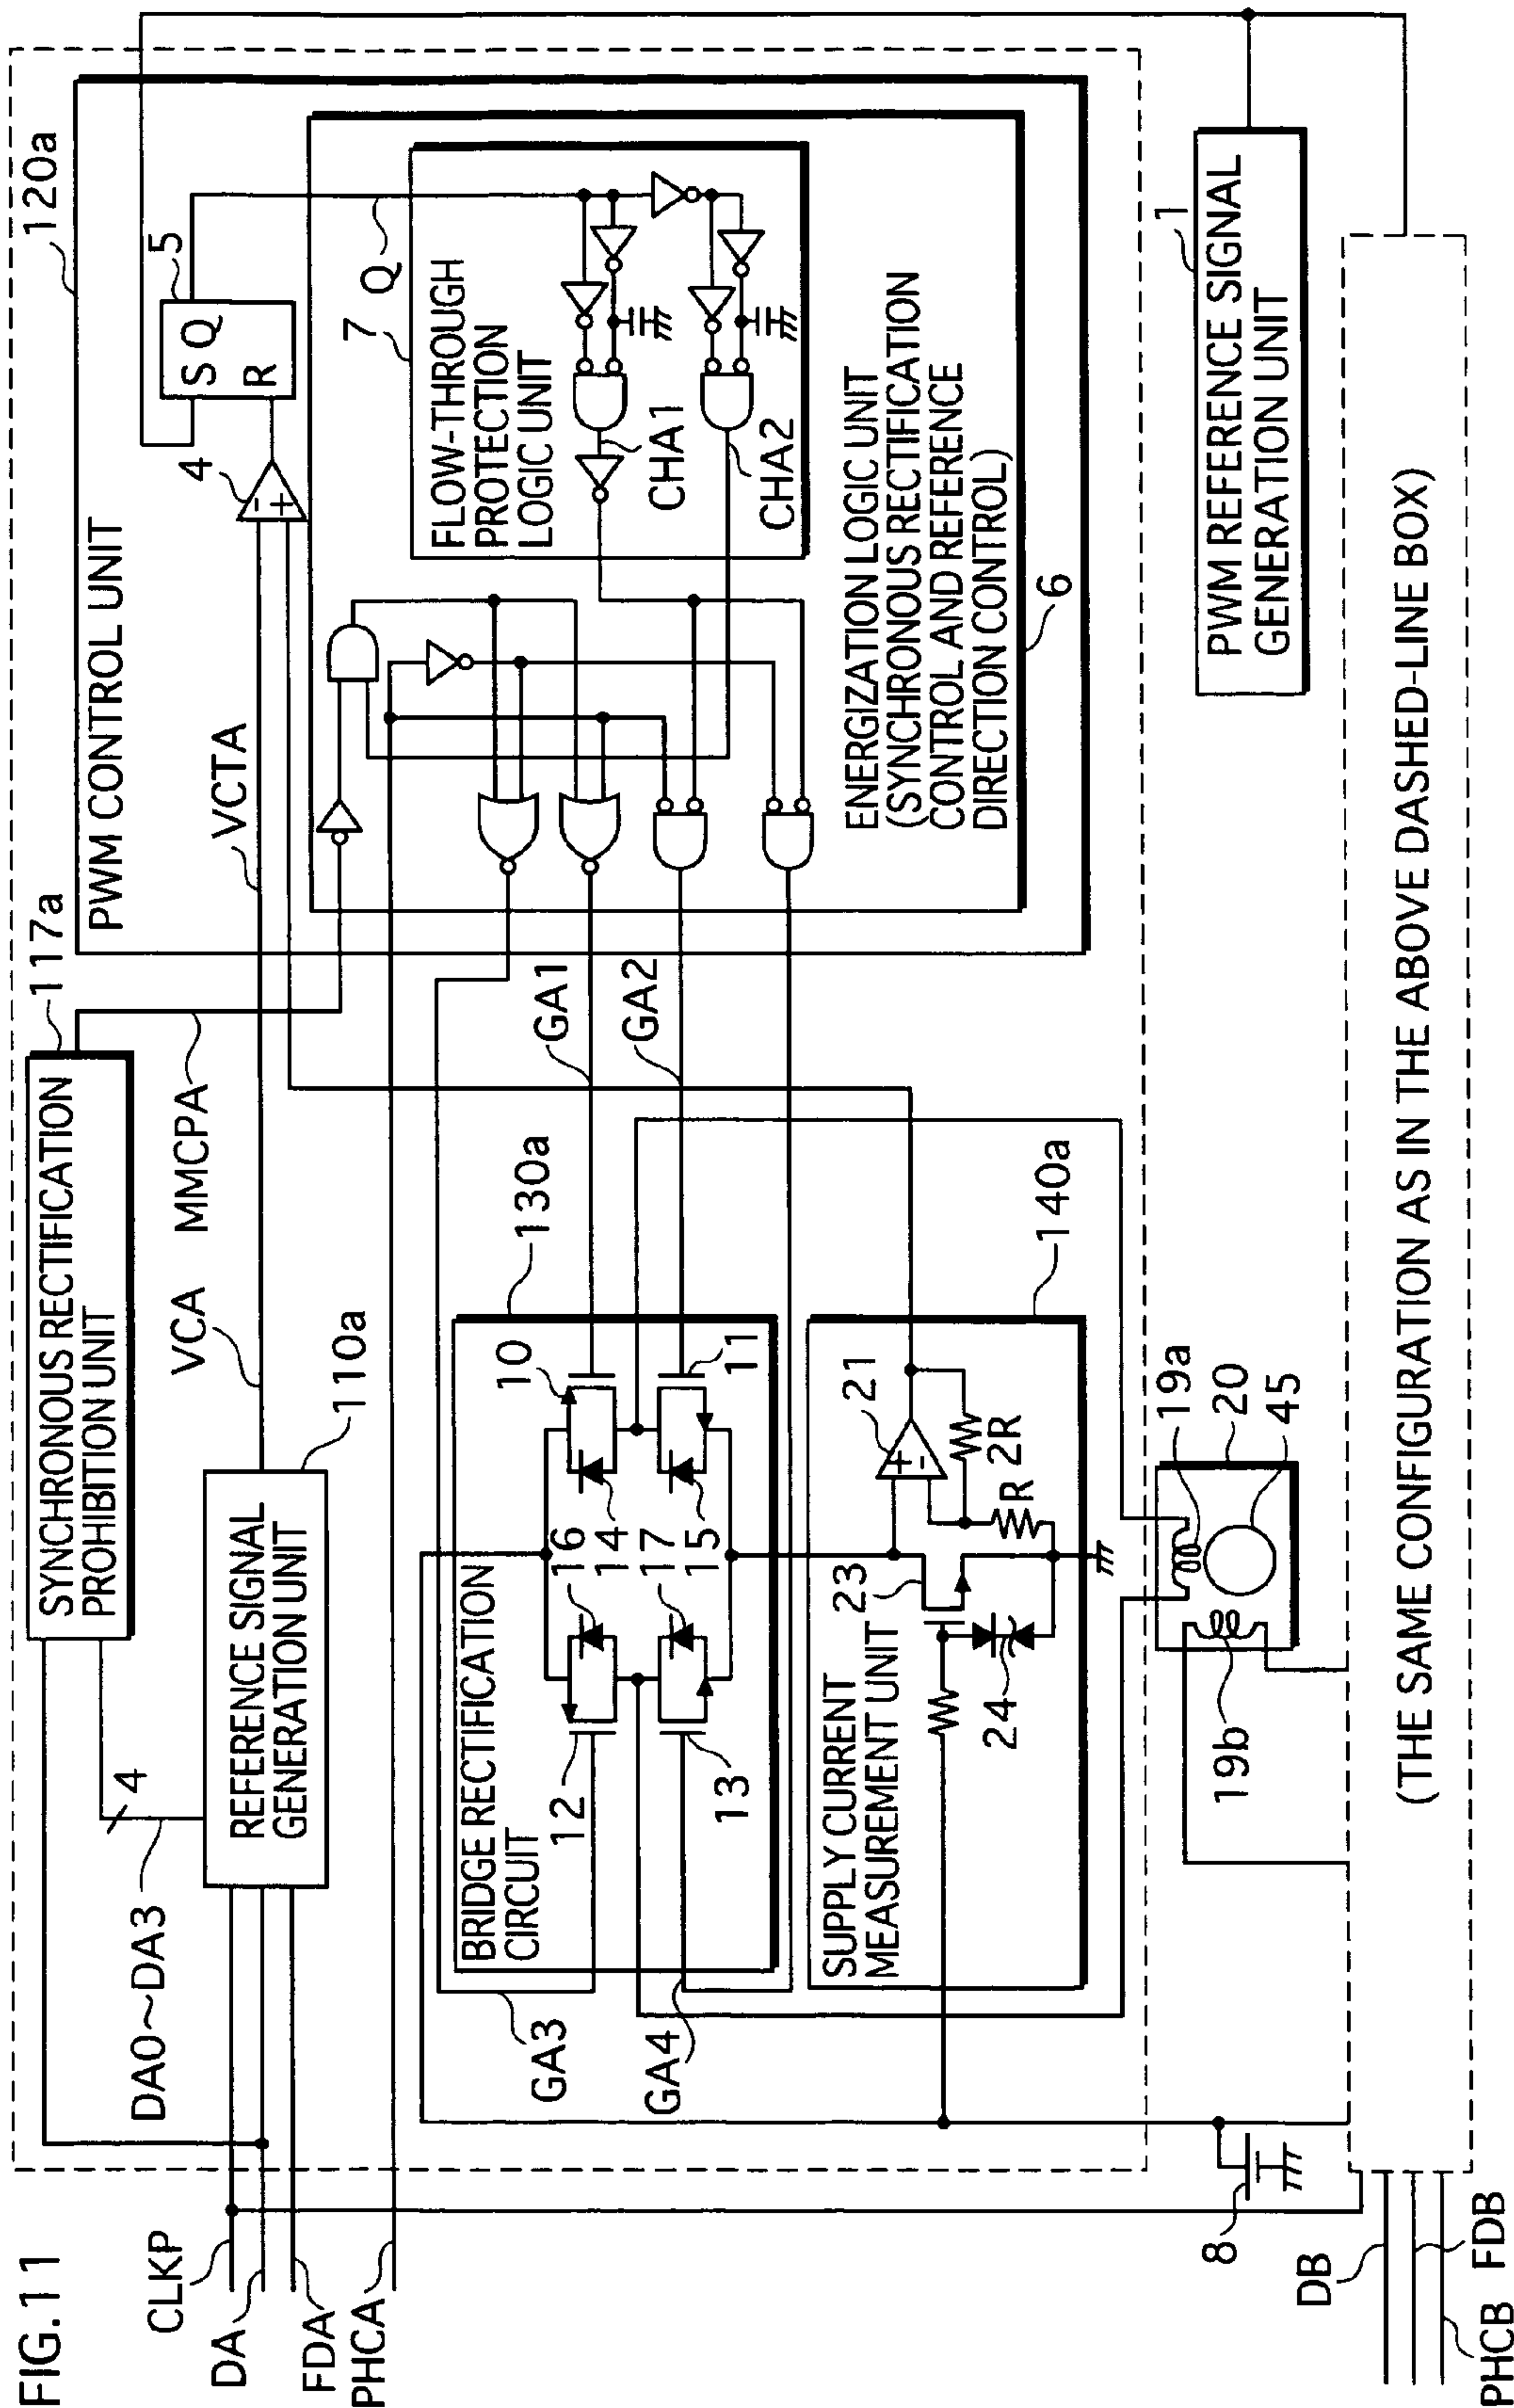 FIG.11
CLKP
DA
FDA
PHCA
DA0~DA3
4
SYNCHRONOUS RECTIFICATION
PROHIBITION UNIT
117a
MMCPA
REFERENCE SIGNAL
GENERATION UNIT
110a
VCA
VCTA
PWM CONTROL UNIT
120a
4
-
+
5
S Q
R
Q
7
FLOW-THROUGH
PROTECTION
LOGIC UNIT
CHA1
CHA2
ENERGIZATION LOGIC UNIT
(SYNCHRONOUS RECTIFICATION
CONTROL AND REFERENCE
DIRECTION CONTROL)
6
GA1
GA2
GA3
GA4
BRIDGE RECTIFICATION
CIRCUIT
130a
10
11
12
13
14
15
16
17
SUPPLY CURRENT
MEASUREMENT UNIT
140a
21
+
-
2R
R
23
24
19a
20
45
19b
8
1
PWM REFERENCE SIGNAL
GENERATION UNIT
(THE SAME CONFIGURATION AS IN THE ABOVE DASHED-LINE BOX)
DB
FDB
PHCB